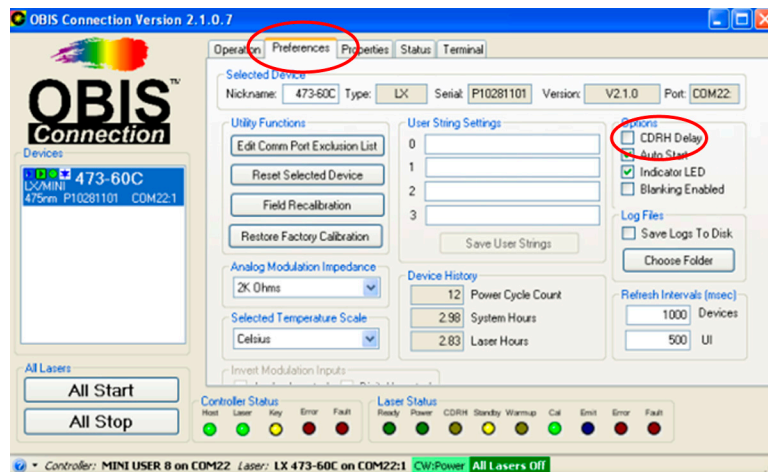 OBIS Connection Version 2.1.0.7
OBIS™
Connection
Operation Preferences Properties Status Terminal
Selected Device
Nickname: 473-60C Type: LX Serial: P10281101 Version: V2.1.0 Port: COM22:
Utility Functions
Edit Comm Port Exclusion List
Reset Selected Device
Field Recalibration
Restore Factory Calibration
User String Settings
0
1
2
3
Save User Strings
Options
CDRH Delay
Auto Start
Indicator LED
Blanking Enabled
Log Files
Save Logs To Disk
Choose Folder
Devices
LX/MINI 473-60C
475nm P10281101 COM22:1
Analog Modulation Impedance
2K Ohms
Selected Temperature Scale
Celsius
Device History
12 Power Cycle Count
2.98 System Hours
2.83 Laser Hours
Refresh Intervals (msec)
1000 Devices
500 UI
Invert Modulation Inputs
All Lasers
All Start
All Stop
Controller Status
Host Laser Key Error Fault
Laser Status
Ready Power CDRH Standby Warmup Cal Emit Error Fault
Controller: MINI USER 8 on COM22 Laser: LX 473-60C on COM22:1 CW:Power All Lasers Off